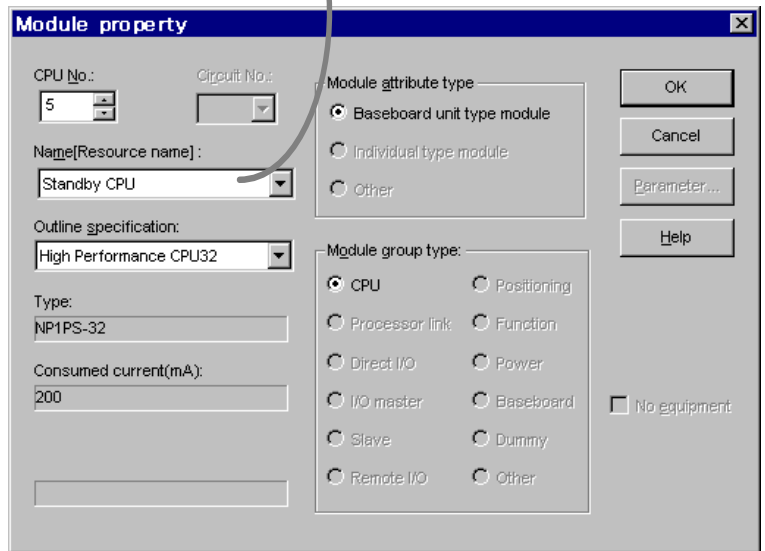 Module property
CPU No.:
Circuit No.:
5
Name[Resource name] :
Standby CPU
Outline specification:
High Performance CPU32
Type:
NP1PS-32
Consumed current(mA):
200
Module attribute type
Baseboard unit type module
Individual type module
Other
Module group type:
CPU
Positioning
Processor link
Function
Direct I/O
Power
I/O master
Baseboard
Slave
Dummy
Remote I/O
Other
OK
Cancel
Parameter...
Help
No equipment